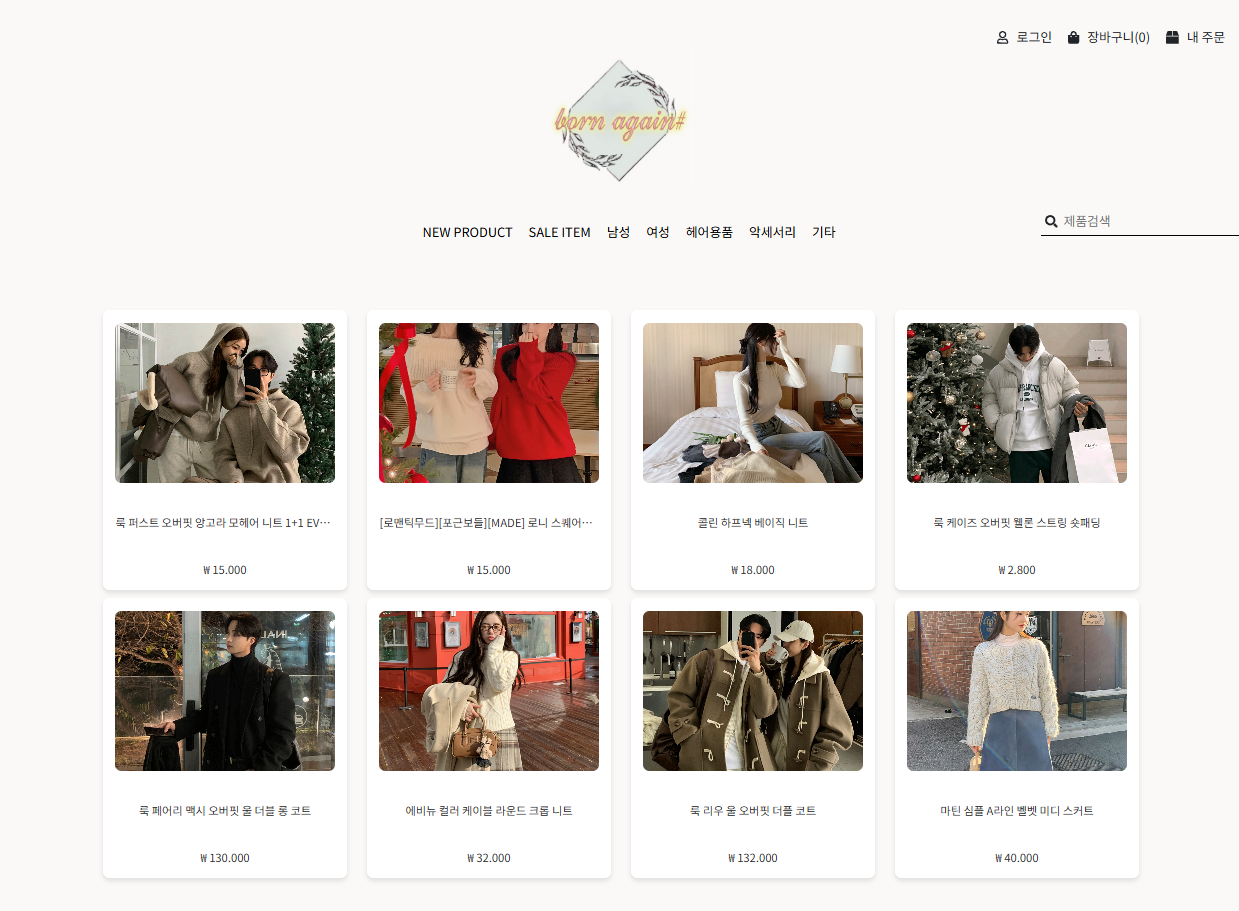 로그인 장바구니(0) 내 주문
born again#
제품검색
NEW PRODUCT SALE ITEM 남성 여성 헤어용품 악세서리 기타
룩 퍼스트 오버핏 앙고라 모헤어 니트 1+1 EV…
₩ 15.000
[로맨틱무드][포근보들][MADE] 로니 스퀘어…
₩ 15.000
콜린 하프넥 베이직 니트
₩ 18.000
룩 케이즈 오버핏 웰론 스트링 숏패딩
₩ 2.800
룩 페어리 맥시 오버핏 울 더블 롱 코트
₩ 130.000
에비뉴 컬러 케이블 라운드 크롭 니트
₩ 32.000
룩 리우 울 오버핏 더플 코트
₩ 132.000
마틴 심플 A라인 벨벳 미디 스커트
₩ 40.000